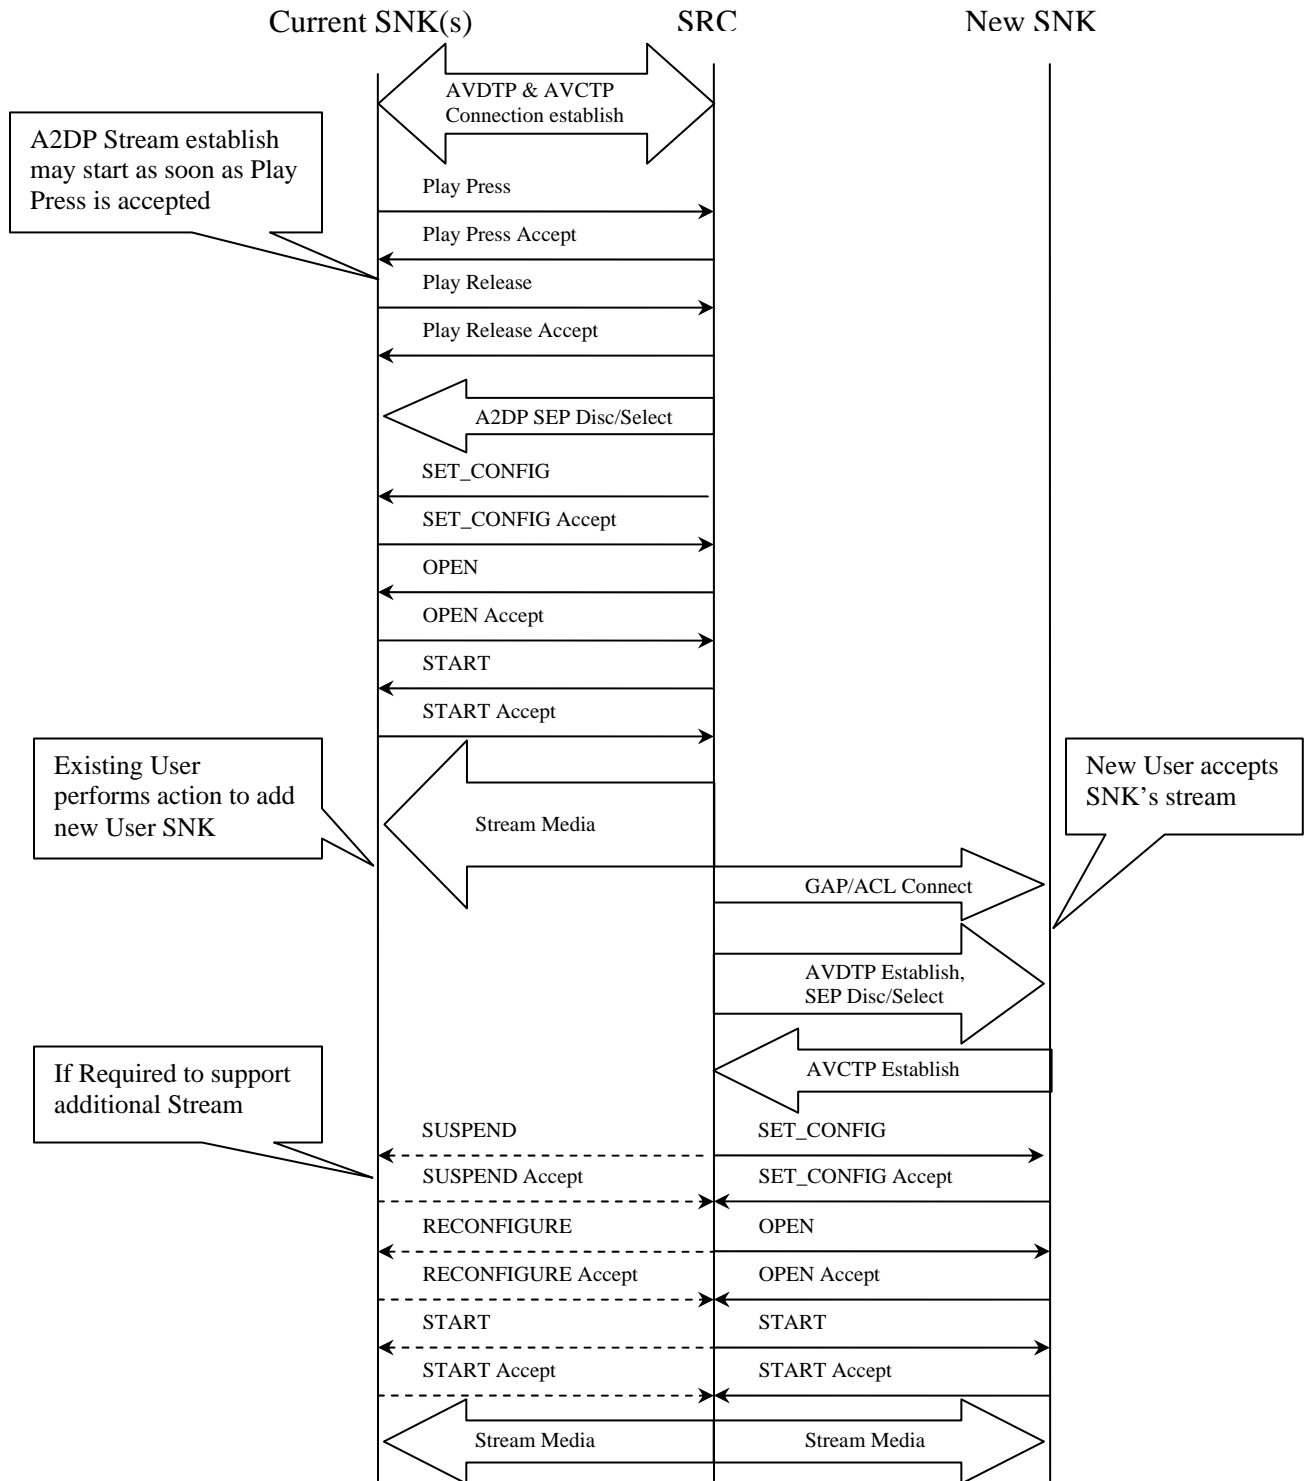 Current SNK(s)
SRC
New SNK
AVDTP & AVCTP
Connection establish
A2DP Stream establish
may start as soon as Play
Press is accepted
Play Press
Play Press Accept
Play Release
Play Release Accept
A2DP SEP Disc/Select
SET_CONFIG
SET_CONFIG Accept
OPEN
OPEN Accept
START
START Accept
Existing User
performs action to add
new User SNK
New User accepts
SNK's stream
Stream Media
GAP/ACL Connect
AVDTP Establish,
SEP Disc/Select
AVCTP Establish
If Required to support
additional Stream
SUSPEND
SET_CONFIG
SUSPEND Accept
SET_CONFIG Accept
RECONFIGURE
OPEN
RECONFIGURE Accept
OPEN Accept
START
START
START Accept
START Accept
Stream Media
Stream Media